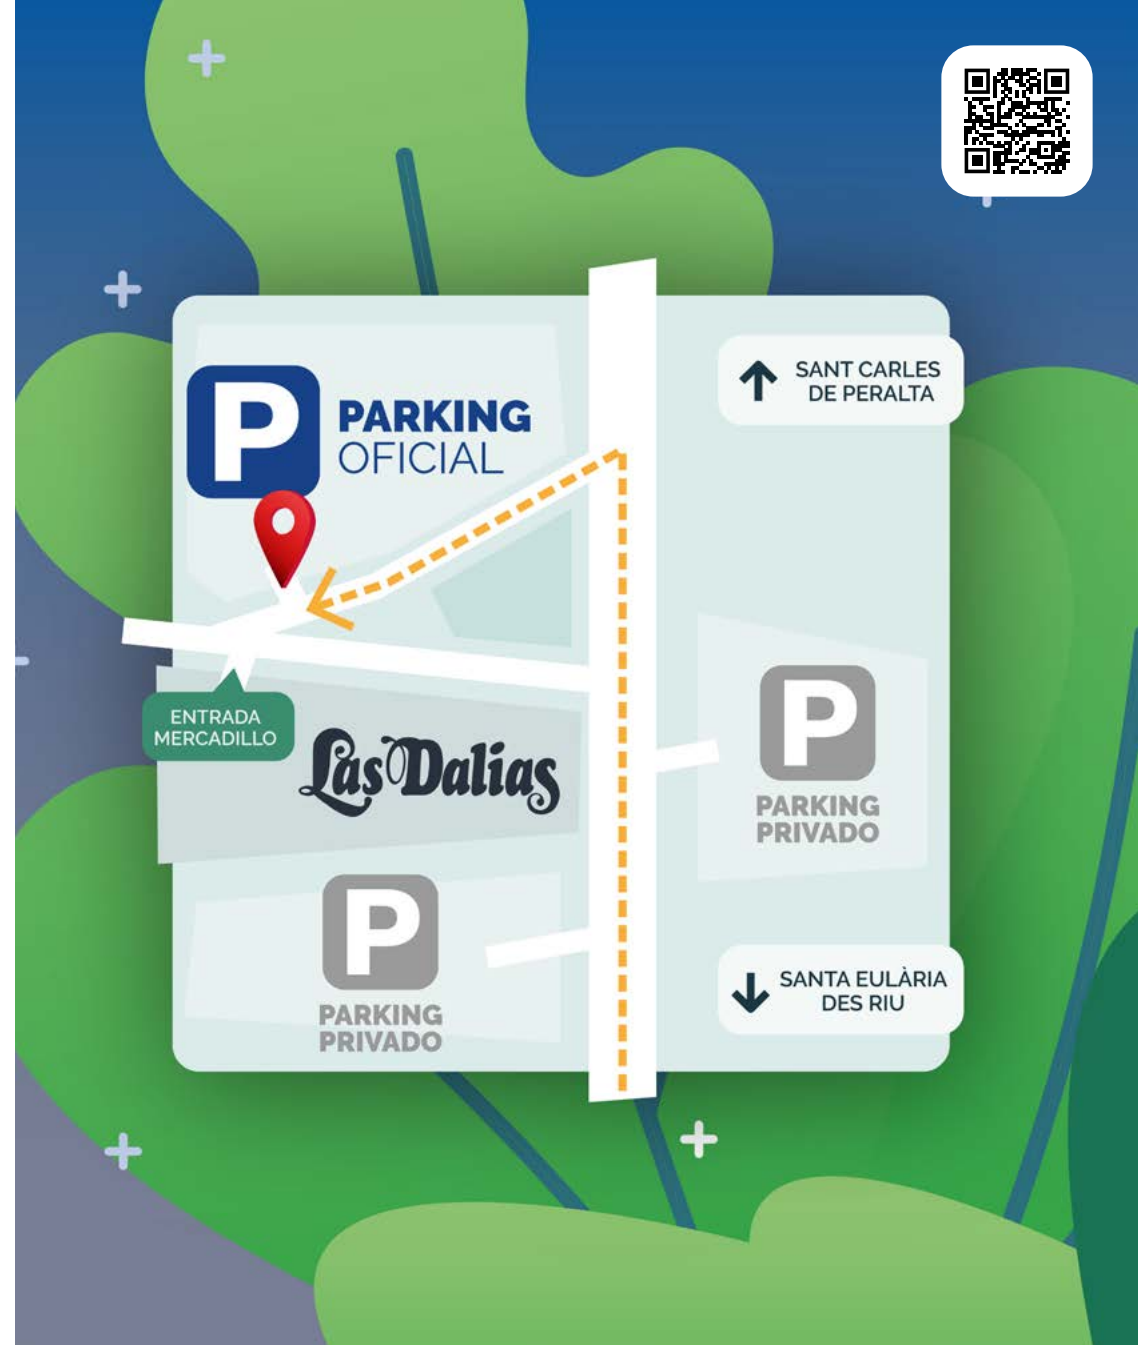 SANT CARLES
DE PERALTA
P
PARKING
OFICIAL
ENTRADA
MERCADILLO
Las Dalias
P
PARKING
PRIVADO
P
PARKING
PRIVADO
SANTA EULÀRIA
DES RIU